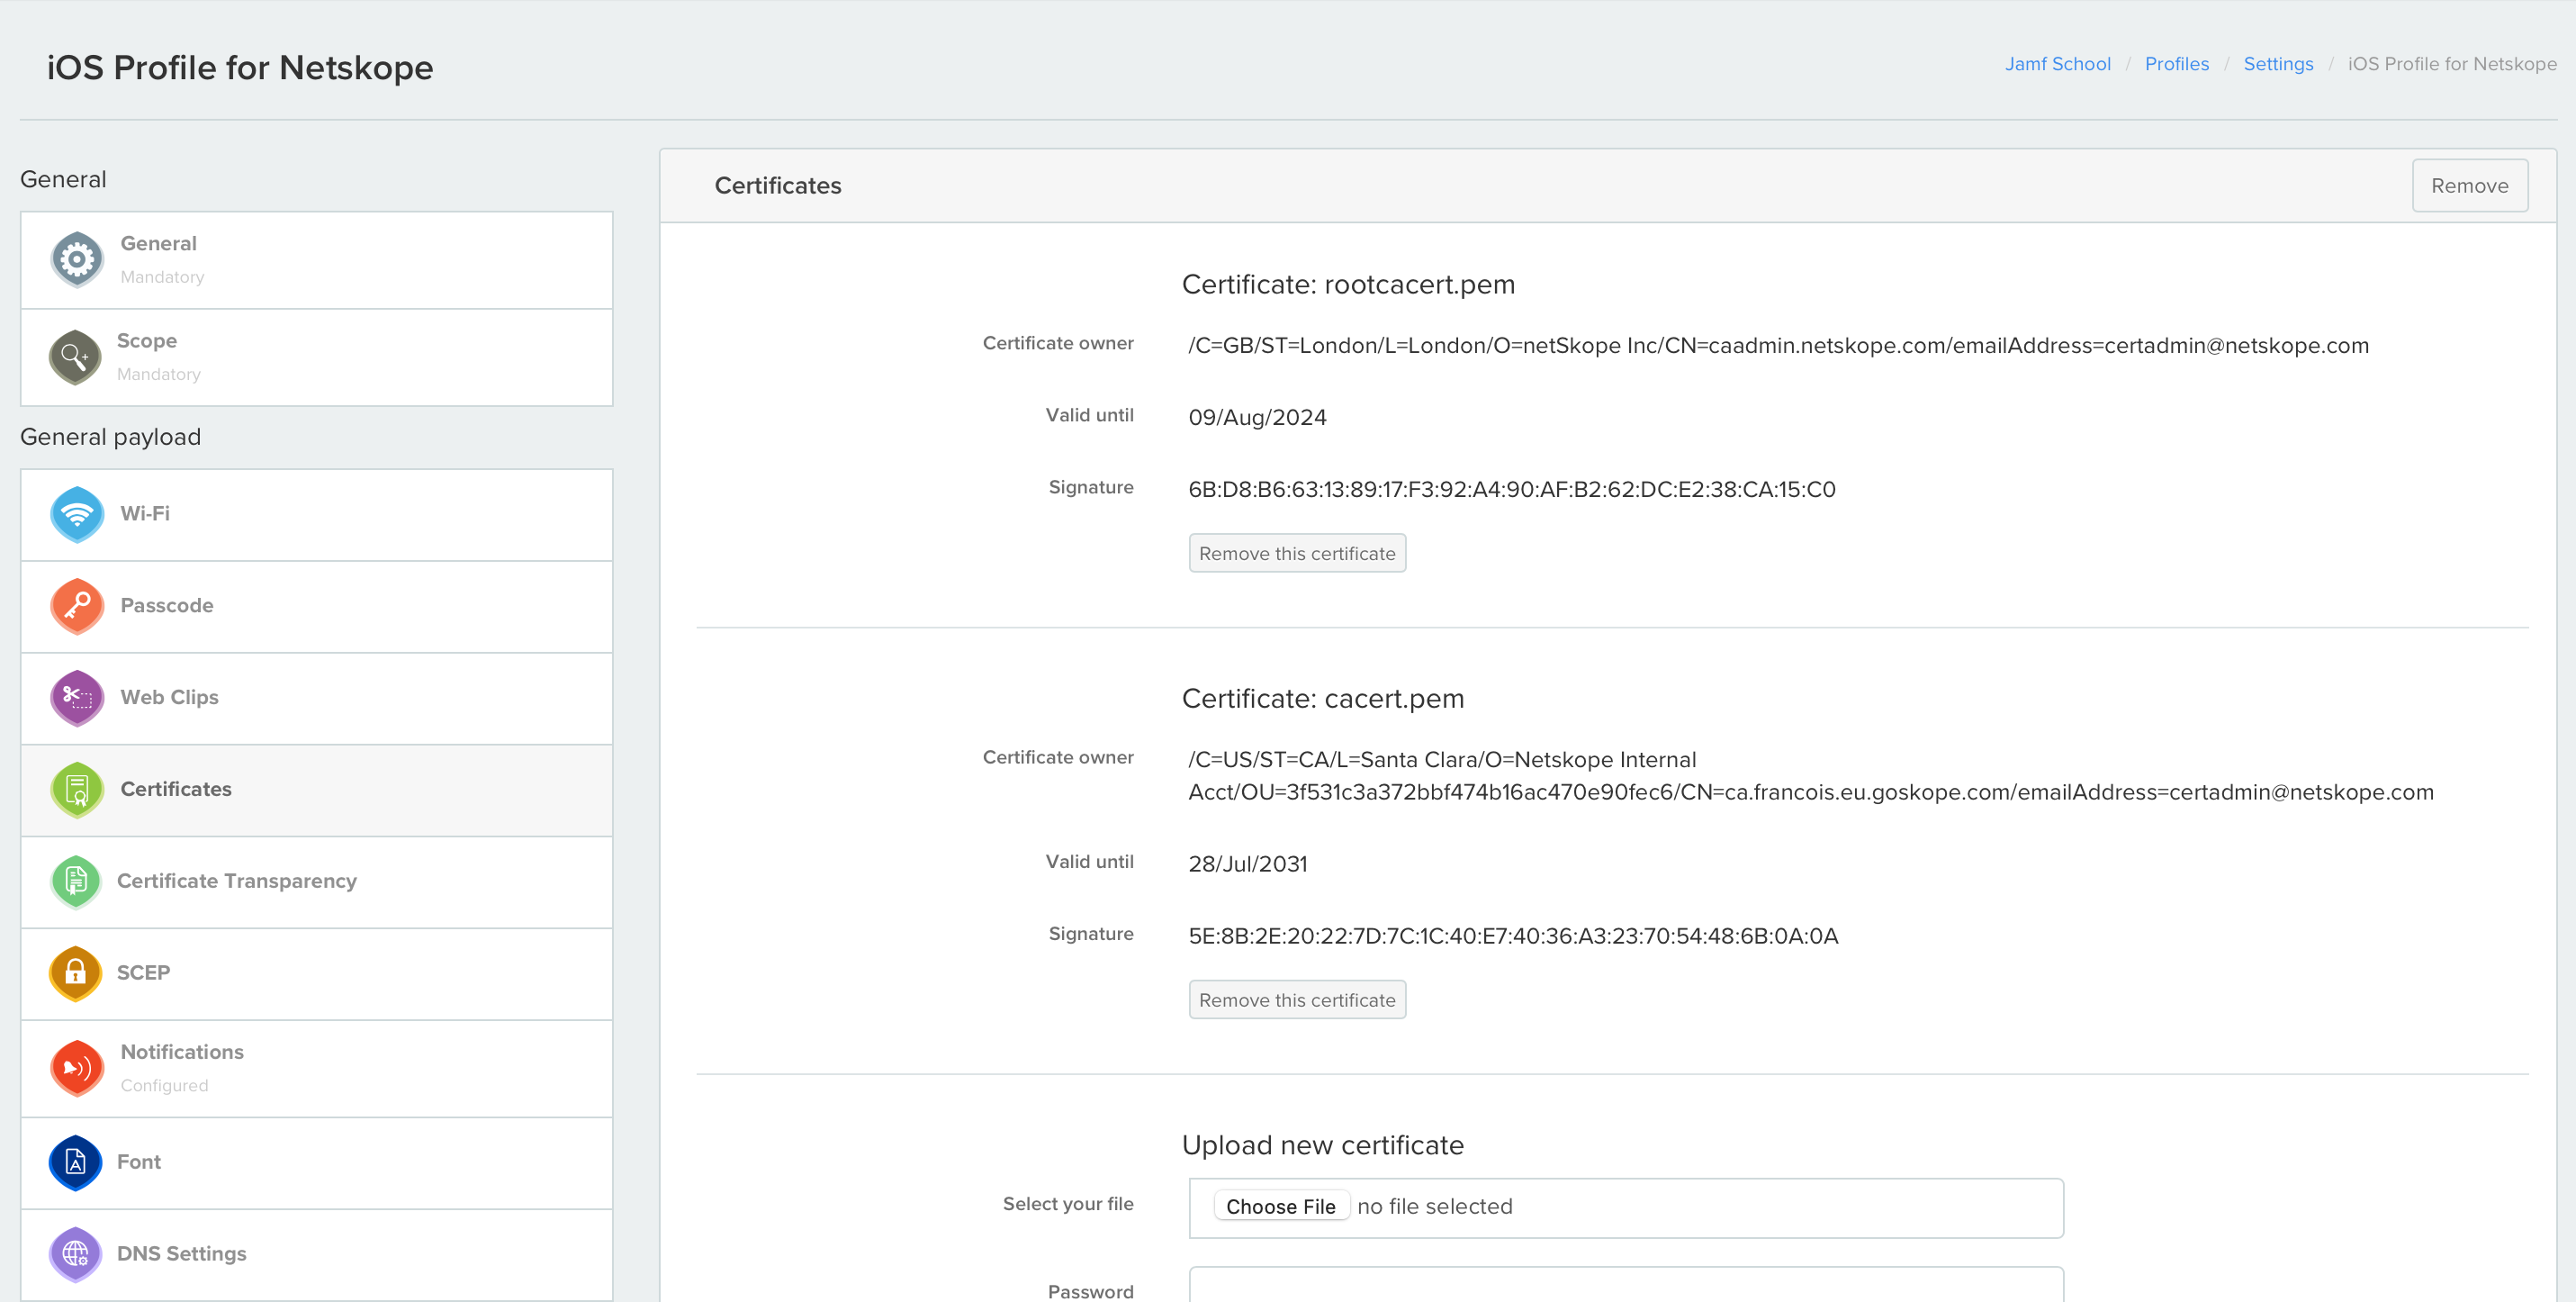 iOS Profile for Netskope
Jamf School / Profiles / Settings / iOS Profile for Netskope
General
General
Mandatory
Scope
Mandatory
General payload
Wi-Fi
Passcode
Web Clips
Certificates
Certificate Transparency
SCEP
Notifications
Configured
Font
DNS Settings
Certificates
Remove
Certificate: rootcacert.pem
Certificate owner /C=GB/ST=London/L=London/O=netSkope Inc/CN=caadmin.netskope.com/emailAddress=certadmin@netskope.com
Valid until 09/Aug/2024
Signature 6B:D8:B6:63:13:89:17:F3:92:A4:90:AF:B2:62:DC:E2:38:CA:15:C0
Remove this certificate
Certificate: cacert.pem
Certificate owner /C=US/ST=CA/L=Santa Clara/O=Netskope Internal
Acct/OU=3f531c3a372bbf474b16ac470e90fec6/CN=ca.francois.eu.goskope.com/emailAddress=certadmin@netskope.com
Valid until 28/Jul/2031
Signature 5E:8B:2E:20:22:7D:7C:1C:40:E7:40:36:A3:23:70:54:48:6B:0A:0A
Remove this certificate
Upload new certificate
Select your file Choose File no file selected
Password